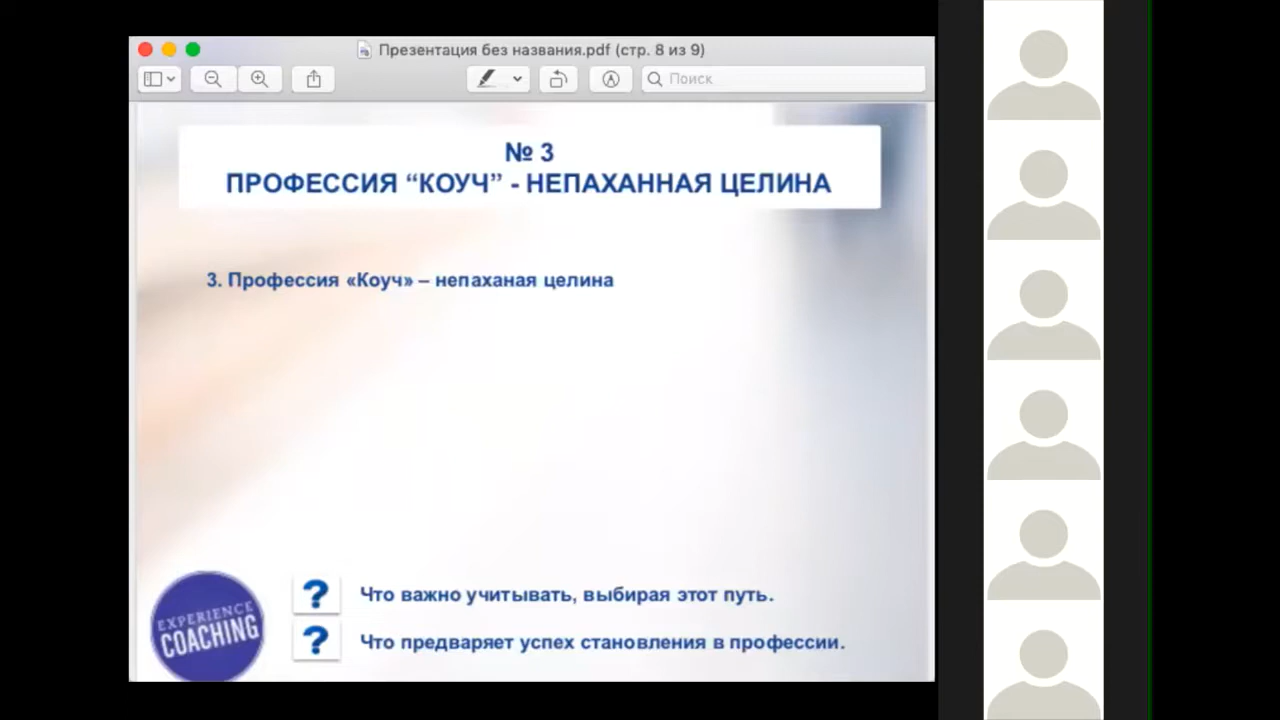 Презентация без названия.pdf (стр. 8 из 9)
Поиск
№ 3
ПРОФЕССИЯ “КОУЧ” - НЕПАХАННАЯ ЦЕЛИНА
3. Профессия «Коуч» – непаханая целина
? Что важно учитывать, выбирая этот путь.
? Что предваряет успех становления в профессии.
EXPERIENCE
COACHING